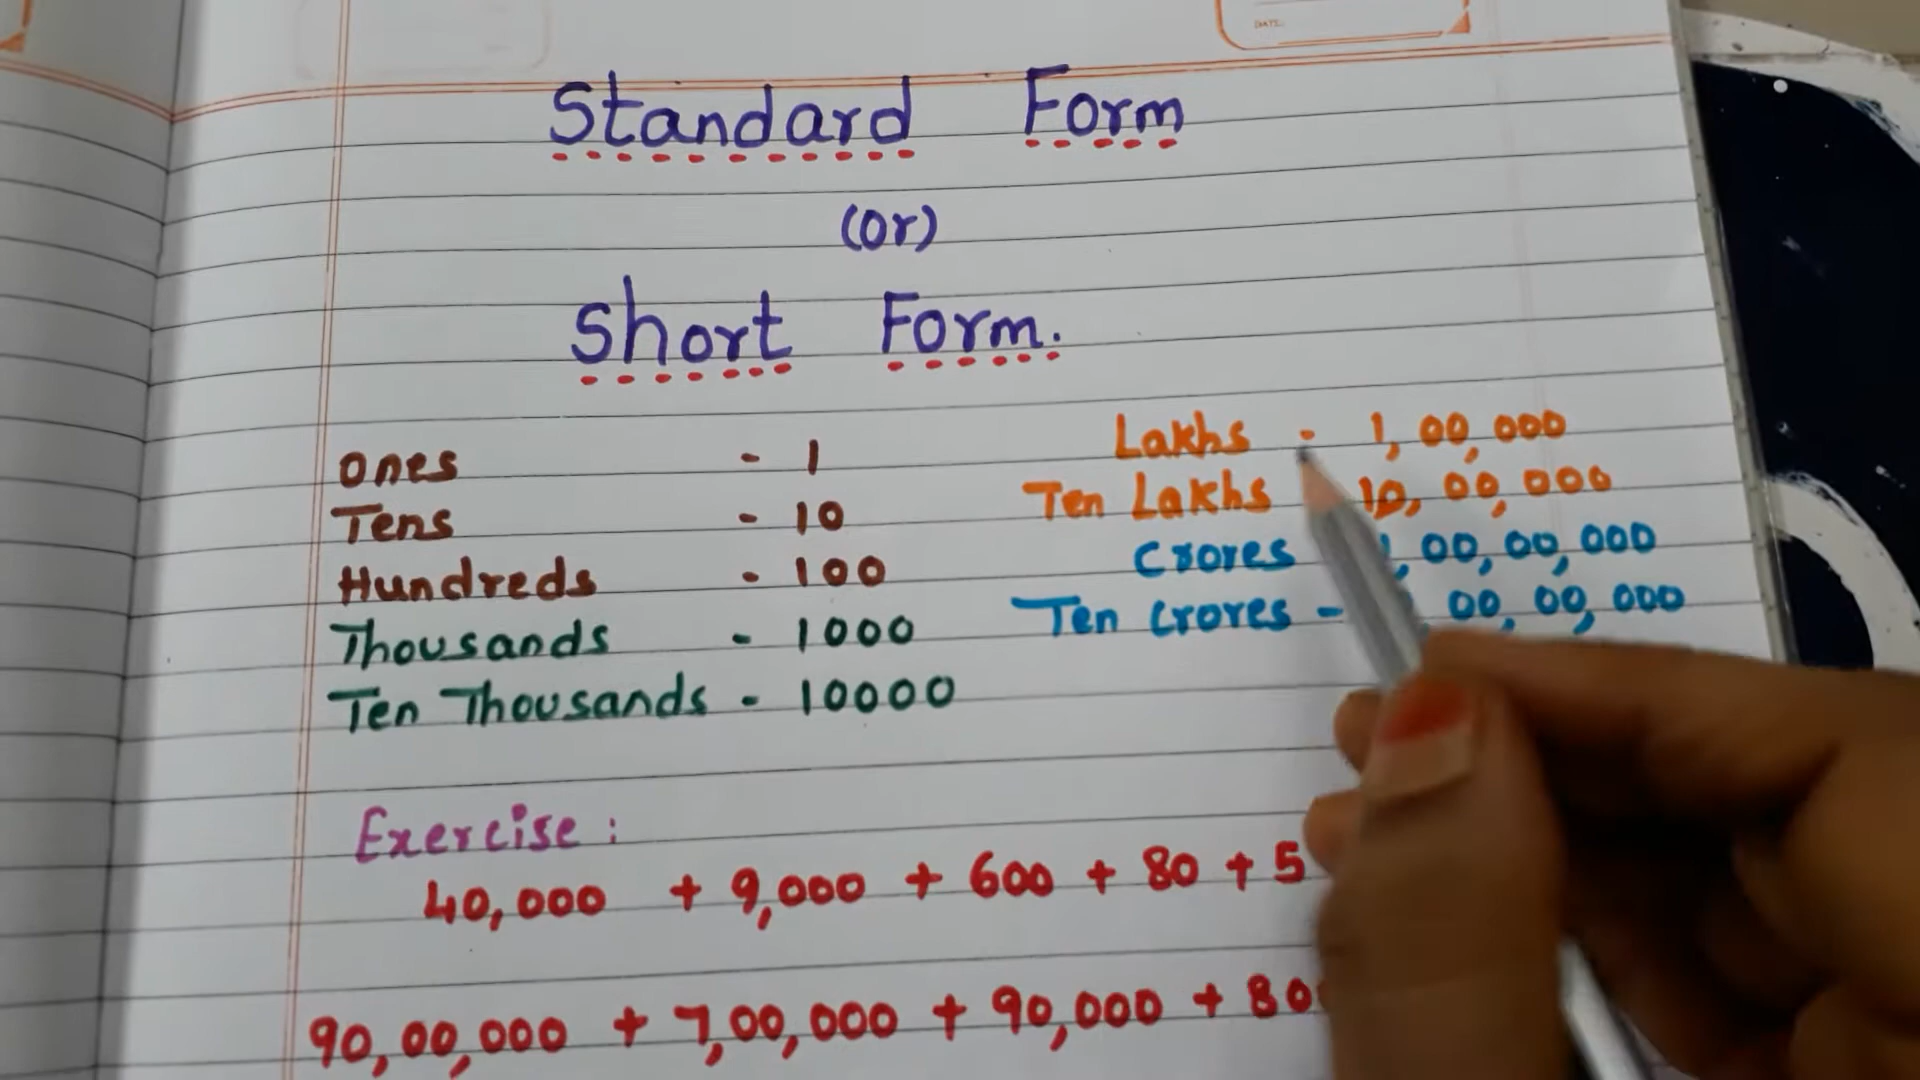 DATE:
Standard Form
(or)
Short Form.
Ones - 1
Tens - 10
Hundreds - 100
Thousands - 1000
Ten Thousands - 10000
Lakhs - 1,00,000
Ten Lakhs 10,00,000
Crores ,00,00,000
Ten Crores - 00,00,000
Exercise:
40,000 + 9,000 + 600 + 80 + 5
90,00,000 + 7,00,000 + 90,000 + 80